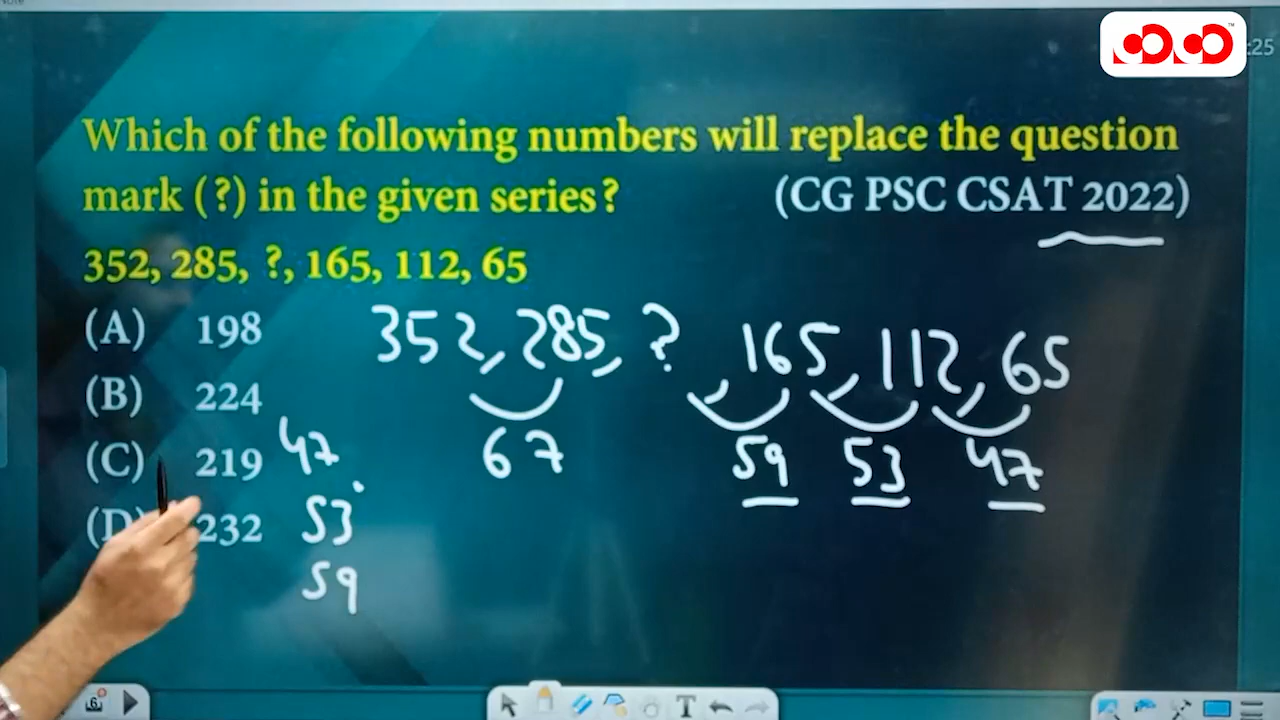 Note
:25
Which of the following numbers will replace the question
mark (?) in the given series?
(CG PSC CSAT 2022)
352, 285, ?, 165, 112, 65
(A) 198
(B) 224
(C) 219
(D) 232
352, 285, ?, 165, 112, 65
67 59 53 47
47
53
59
T